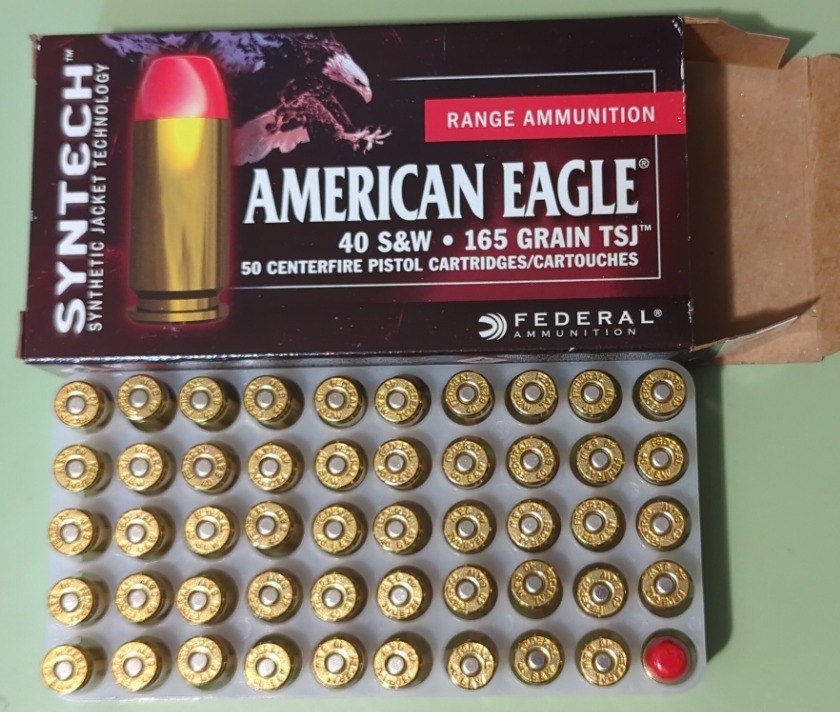 SYNTECH™
SYNTHETIC JACKET TECHNOLOGY
RANGE AMMUNITION
AMERICAN EAGLE®
40 S&W • 165 GRAIN TSJ™
50 CENTERFIRE PISTOL CARTRIDGES/CARTOUCHES
FEDERAL®
AMMUNITION